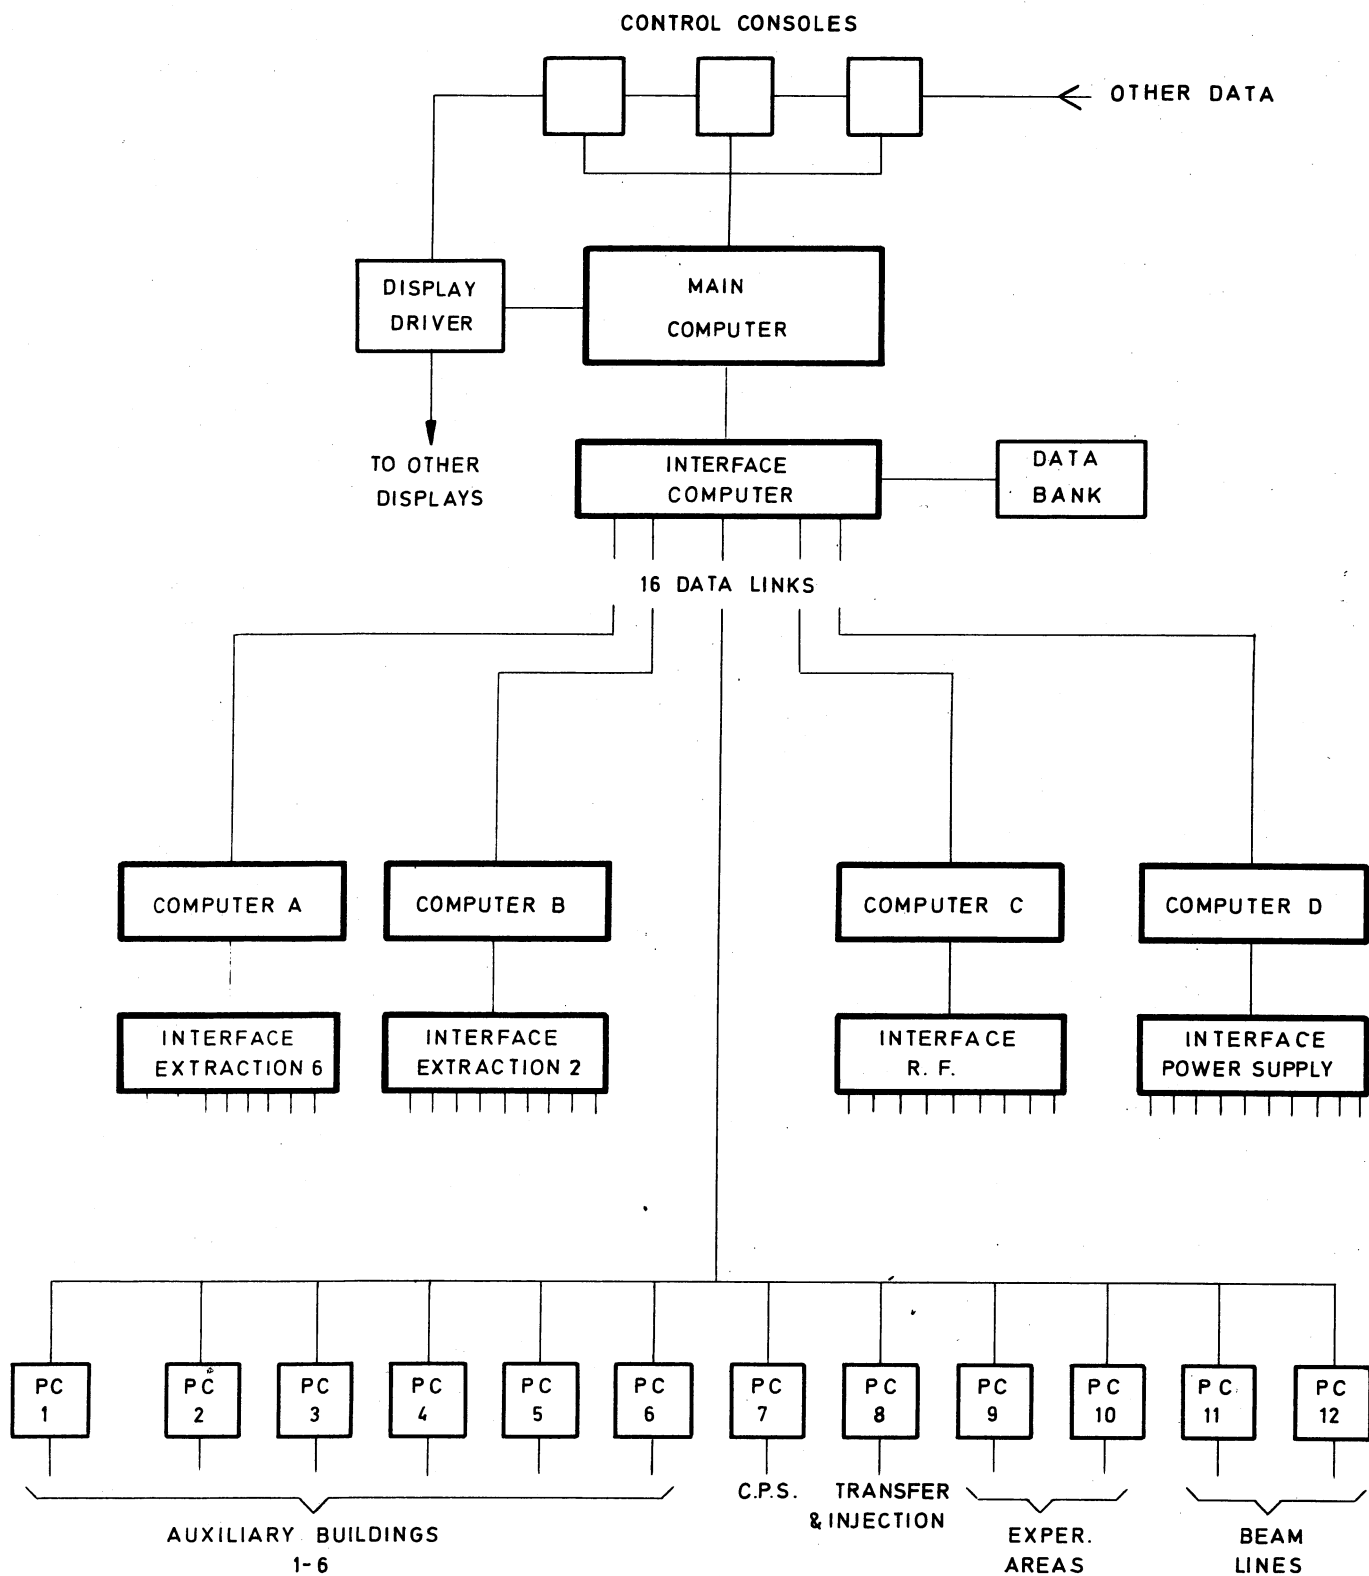 CONTROL CONSOLES
OTHER DATA
DISPLAY
DRIVER
MAIN
COMPUTER
TO OTHER
DISPLAYS
INTERFACE
COMPUTER
DATA
BANK
16 DATA LINKS
COMPUTER A
COMPUTER B
COMPUTER C
COMPUTER D
INTERFACE
EXTRACTION 6
INTERFACE
EXTRACTION 2
INTERFACE
R. F.
INTERFACE
POWER SUPPLY
PC
1
PC
2
PC
3
PC
4
PC
5
PC
6
PC
7
PC
8
PC
9
PC
10
PC
11
PC
12
AUXILIARY BUILDINGS
1-6
C.P.S.
TRANSFER
& INJECTION
EXPER.
AREAS
BEAM
LINES